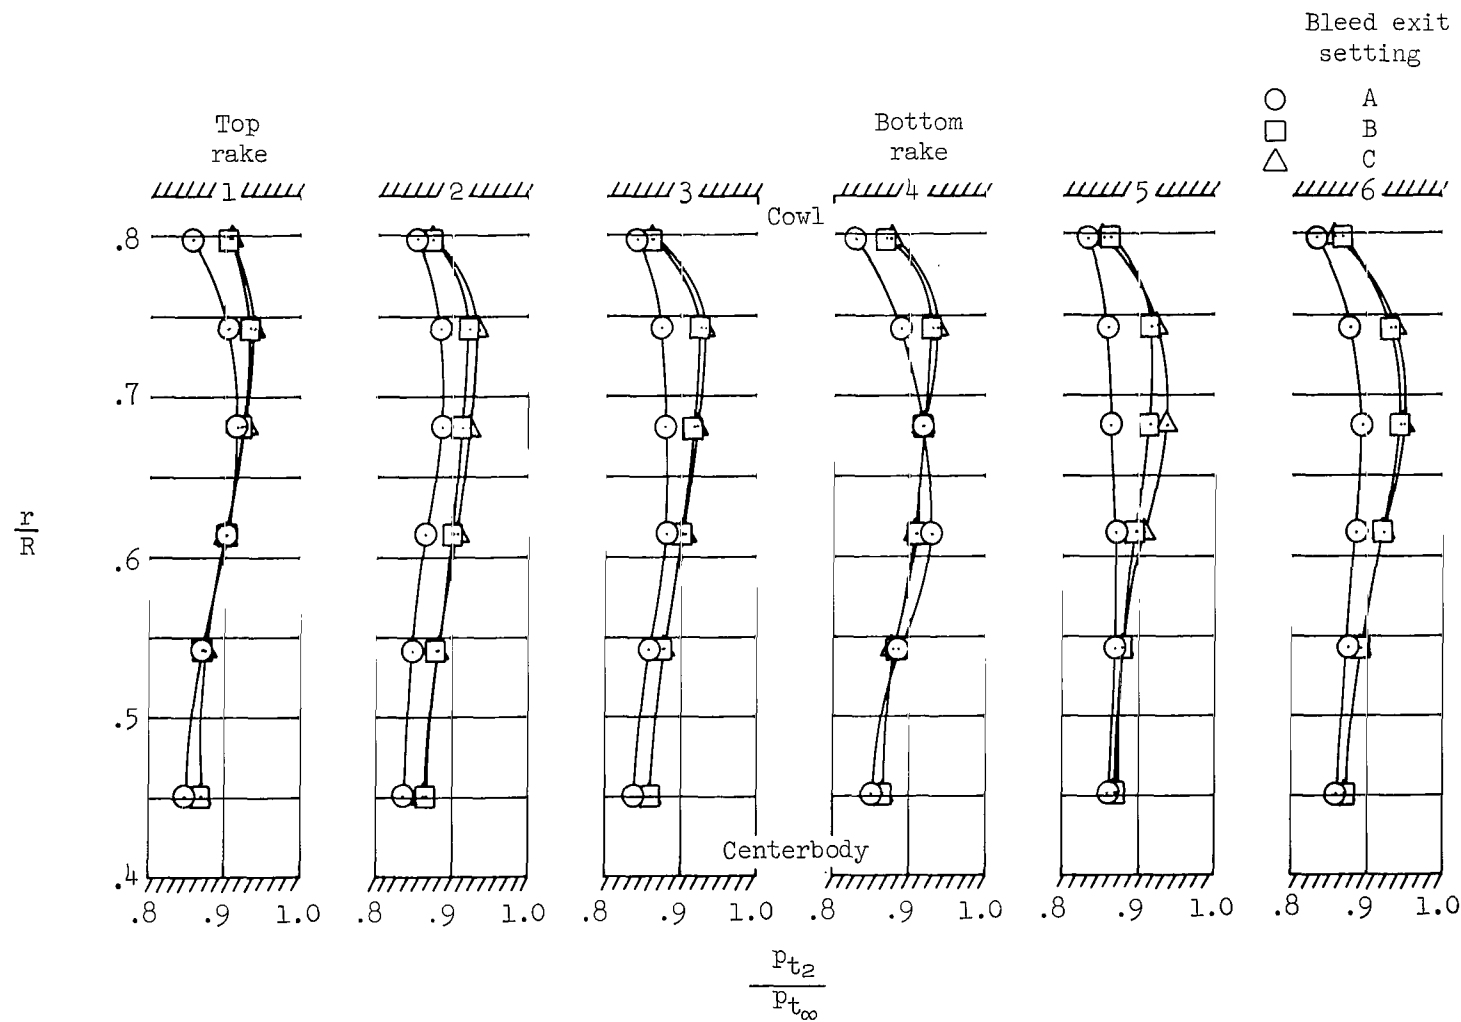 Bleed exit
setting
A
B
C
Top
rake
Bottom
rake
1 2 3 4 5 6
Cowl
.8
.7
r
R
.6
.5
Centerbody
.4
.8 .9 1.0 .8 .9 1.0 .8 .9 1.0 .8 .9 1.0 .8 .9 1.0 .8 .9 1.0
pt2
pt∞